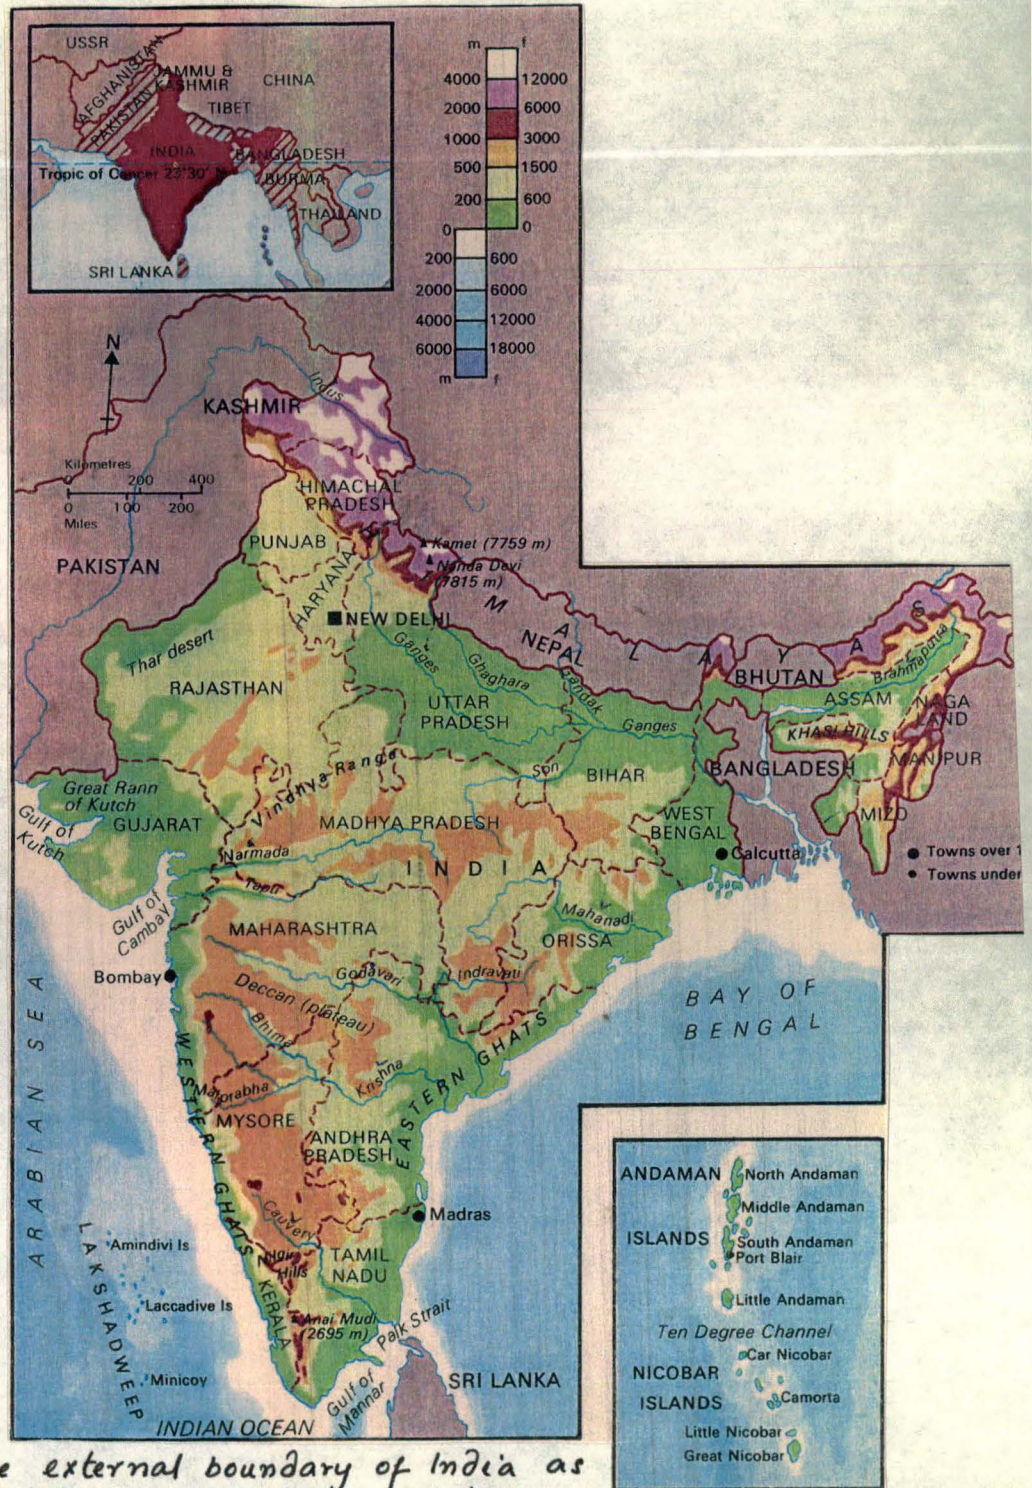 USSR
AFGHANISTAN
PAKISTAN
JAMMU &
KASHMIR
CHINA
TIBET
INDIA
BANGLADESH
Tropic of Cancer 23°30' N
BURMA
THAILAND
SRI LANKA
m f
4000 12000
2000 6000
1000 3000
500 1500
200 600
0 0
200 600
2000 6000
4000 12000
6000 18000
m f
N
Kilometres
0 200 400
0 100 200
Miles
Indus
KASHMIR
HIMACHAL
PRADESH
PAKISTAN
PUNJAB
HARYANA
Kamet (7759 m)
Nanda Devi
(7815 m)
NEW DELHI
M A L A Y A S
NEPAL
BHUTAN
Brahmaputra
Thar desert
RAJASTHAN
Ganges
Ghaghara
Gandak
UTTAR
PRADESH
Ganges
ASSAM
NAGA
LAND
KHASI HILLS
MANIPUR
BANGLADESH
MIZO
Son
BIHAR
Vindhya Range
Great Rann
of Kutch
Gulf of
Kutch
GUJARAT
MADHYA PRADESH
WEST
BENGAL
Calcutta
Towns over 1
Towns under
Narmada
Tapti
INDIA
Gulf of
Cambay
MAHARASHTRA
Mahanadi
ORISSA
Bombay
Godavari
Lindravati
Deccan (plateau)
Bhima
Krishna
BAY OF
BENGAL
ARABIAN SEA
WESTERN GHATS
EASTERN GHATS
MYSORE
ANDHRA
PRADESH
Cauvery
Madras
LAKSHADWEEP
Amindivi Is
Laccadive Is
Minicoy
Hills
TAMIL
NADU
KERALA
Anai Mudi
(2695 m)
Palk Strait
Gulf of
Mannar
SRI LANKA
INDIAN OCEAN
ANDAMAN
ISLANDS
North Andaman
Middle Andaman
South Andaman
Port Blair
Little Andaman
Ten Degree Channel
Car Nicobar
NICOBAR
ISLANDS
Camorta
Little Nicobar
Great Nicobar
external boundary of India as